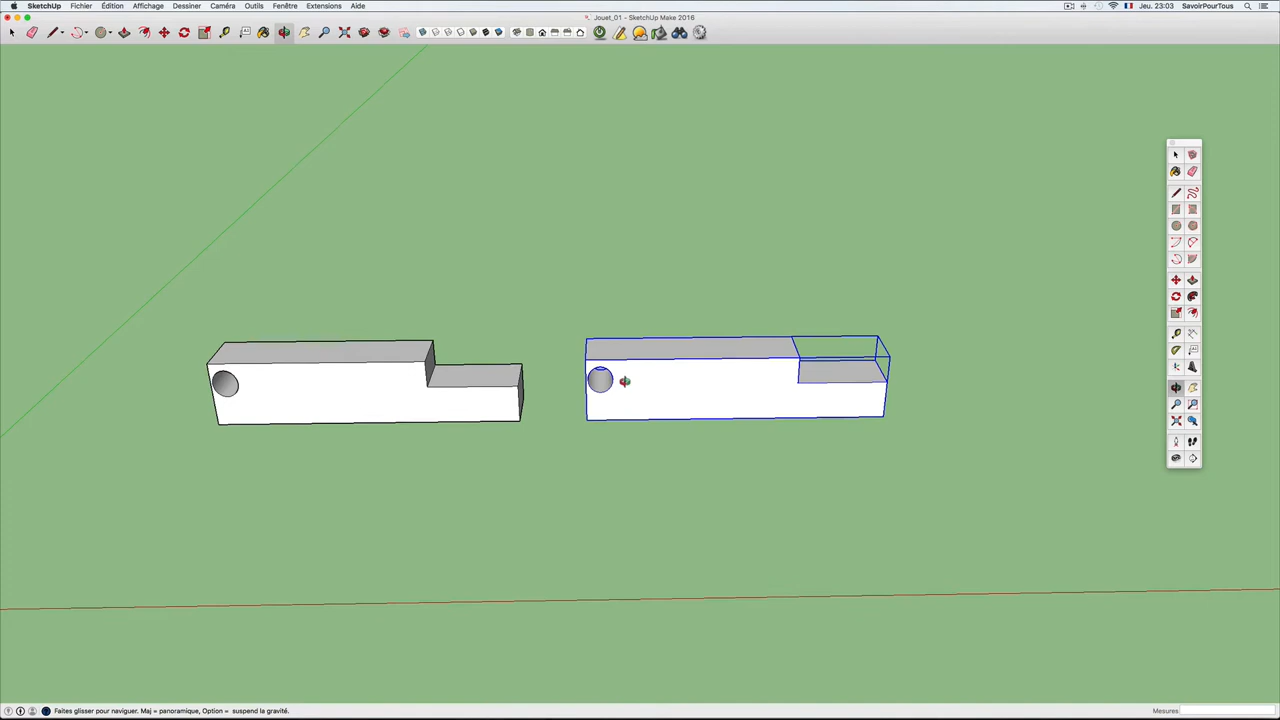 SketchUp Fichier Édition Affichage Dessiner Caméra Outils Fenêtre Extensions Aide Jeu. 23:03 SavoirPourTous
Jouet_01 - SketchUp Make 2016
Faites glisser pour naviguer. Maj = panoramique, Option = suspend la gravité. Mesures